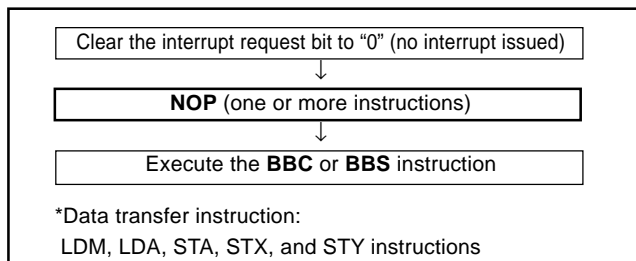 Clear the interrupt request bit to “0” (no interrupt issued)
↓
NOP (one or more instructions)
↓
Execute the BBC or BBS instruction
*Data transfer instruction:
LDM, LDA, STA, STX, and STY instructions